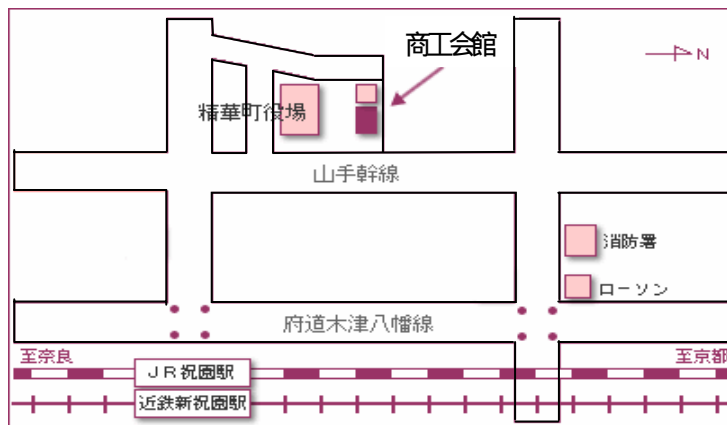 商工会館
N
精華町役場
山手幹線
消防署
ローソン
府道木津八幡線
至奈良
至京都
JR祝園駅
近鉄新祝園駅